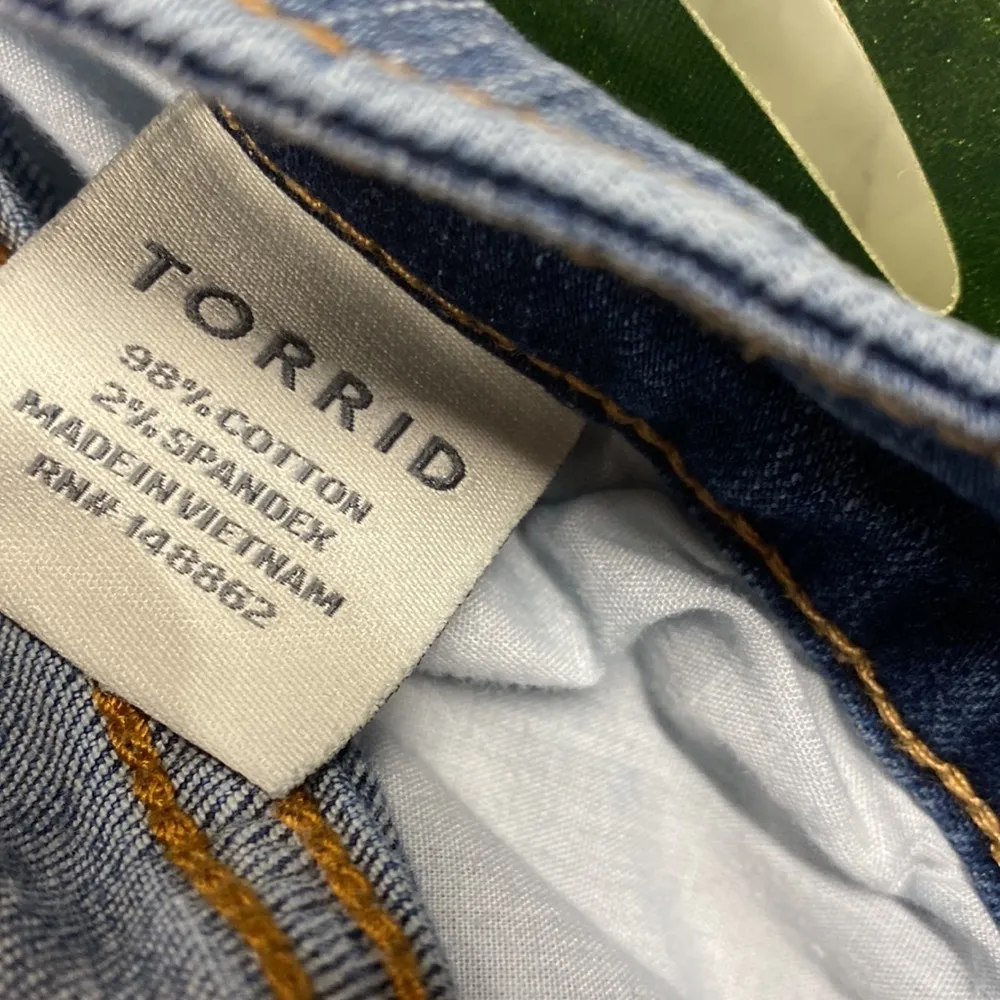 TORRID
98% COTTON
2% SPANDEX
MADE IN VIETNAM
RN# 148862